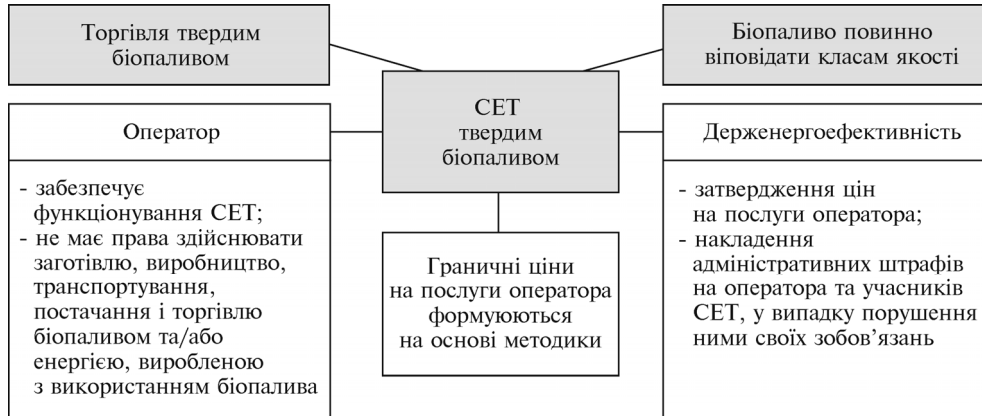 Торгівля твердим
біопаливом
Біопаливо повинно
віповідати класам якості
СЕТ
твердим
біопаливом
Оператор
- забезпечує
функціонування СЕТ;
- не має права здійснювати
заготівлю, виробництво,
транспортування,
постачання і торгівлю
біопаливом та/або
енергією, виробленою
з використанням біопалива
Граничні ціни
на послуги оператора
формуюються
на основі методики
Держенергоефективність
- затвердження цін
на послуги оператора;
- накладення
адміністративних штрафів
на оператора та учасників
СЕТ, у випадку порушення
ними своїх зобов’язань